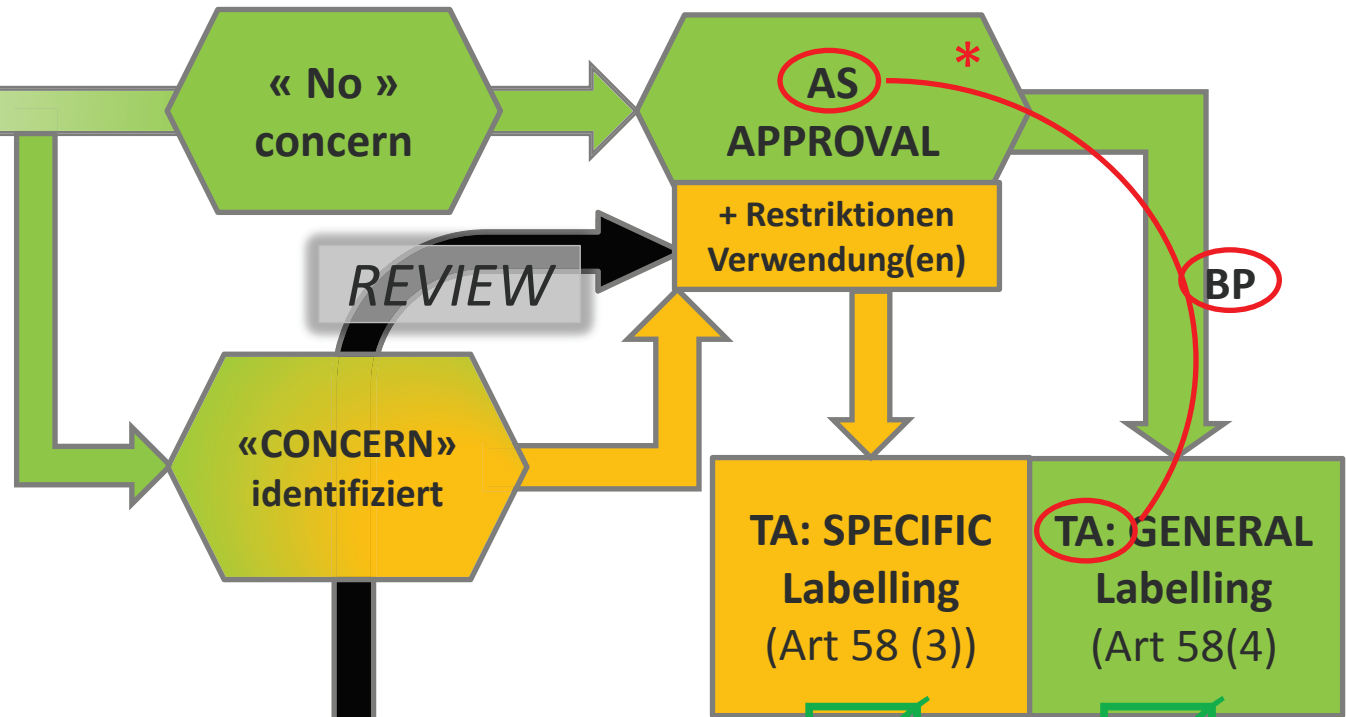 « No »
concern
AS
*
APPROVAL
+ Restriktionen
Verwendung(en)
REVIEW
BP
«CONCERN»
identifiziert
TA: SPECIFIC
Labelling
(Art 58 (3))
TA: GENERAL
Labelling
(Art 58(4)